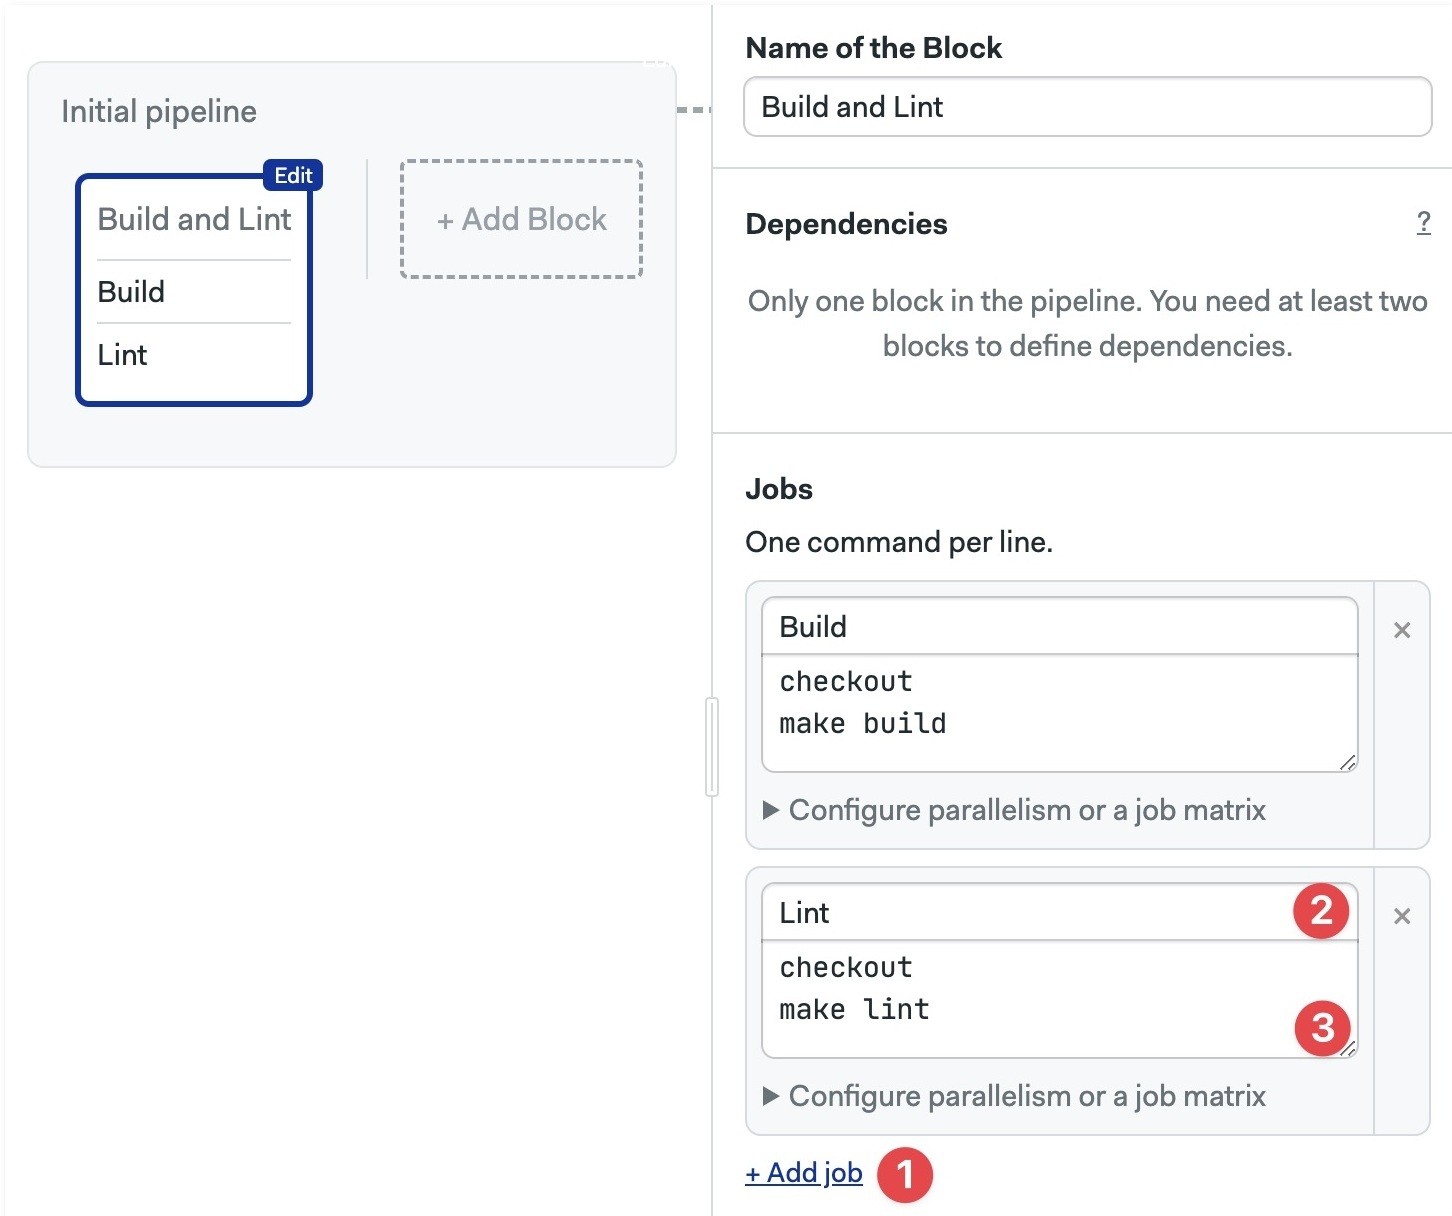 Initial pipeline
Edit
Build and Lint
Build
Lint
+ Add Block
Name of the Block
Build and Lint
Dependencies
?
Only one block in the pipeline. You need at least two
blocks to define dependencies.
Jobs
One command per line.
Build
×
checkout
make build
▶ Configure parallelism or a job matrix
Lint
2
×
checkout
make lint
3
▶ Configure parallelism or a job matrix
+ Add job
1